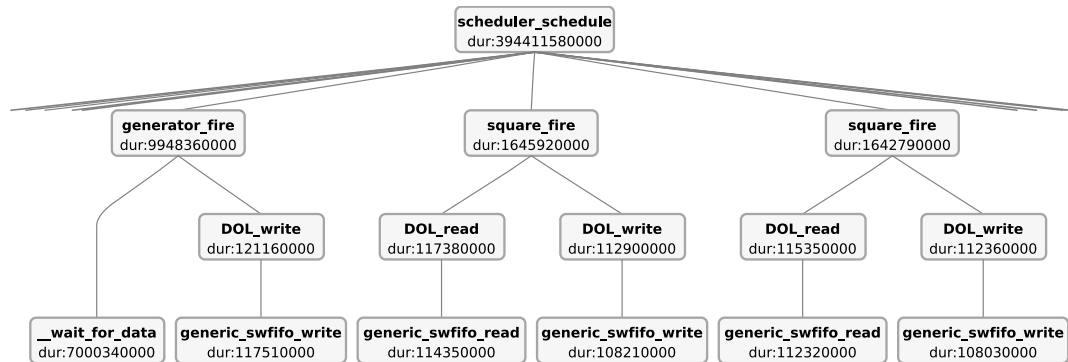 scheduler_schedule
dur:394411580000
generator_fire
dur:9948360000
square_fire
dur:1645920000
square_fire
dur:1642790000
DOL_write
dur:121160000
DOL_read
dur:117380000
DOL_write
dur:112900000
DOL_read
dur:115350000
DOL_write
dur:112360000
__wait_for_data
dur:7000340000
generic_swfifo_write
dur:117510000
generic_swfifo_read
dur:114350000
generic_swfifo_write
dur:108210000
generic_swfifo_read
dur:112320000
generic_swfifo_write
dur:108030000